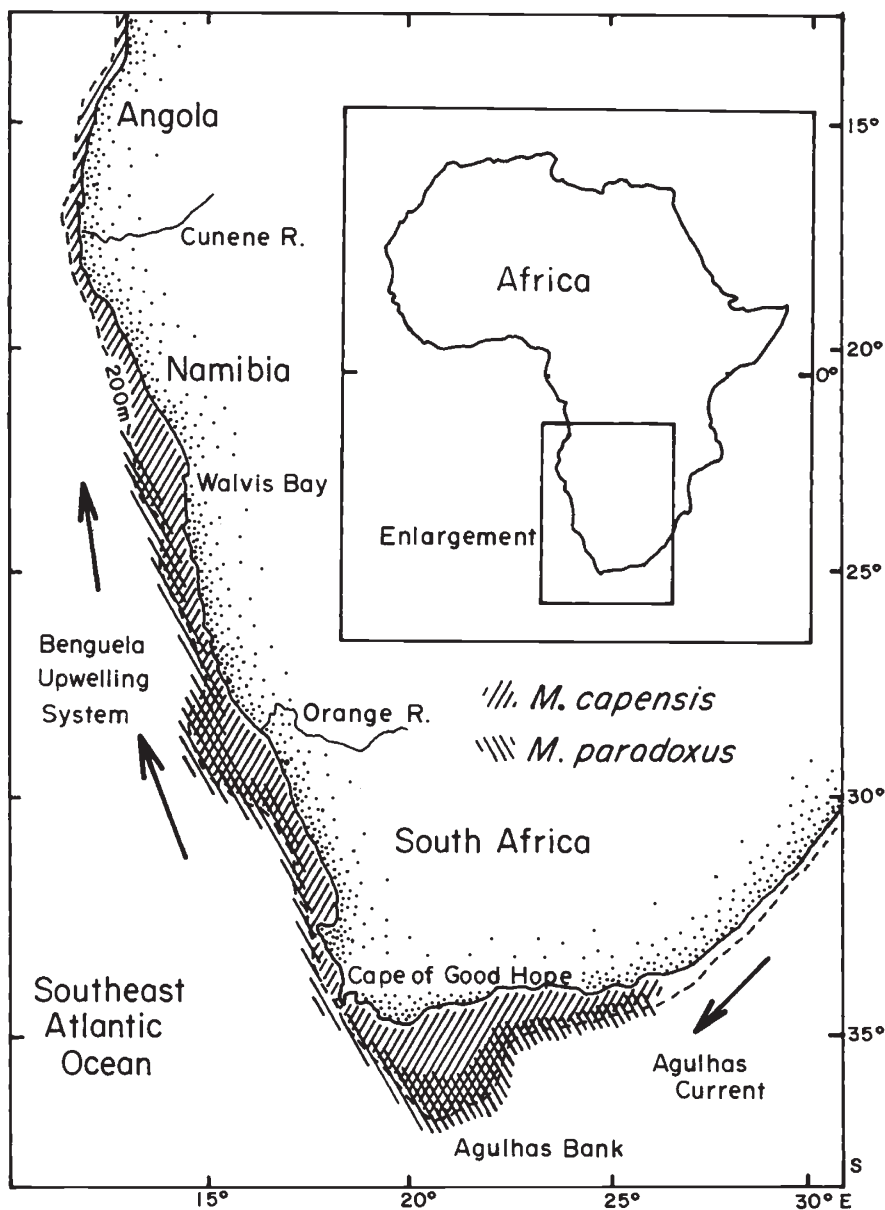 Angola
15°
Cunene R.
Africa
Namibia
20°
0°
200m
Walvis Bay
Enlargement
25°
Benguela
Upwelling
System
Orange R.
M. capensis
M. paradoxus
30°
South Africa
Cape of Good Hope
Southeast
Atlantic
Ocean
35°
Agulhas
Current
Agulhas Bank
S
15°
20°
25°
30° E